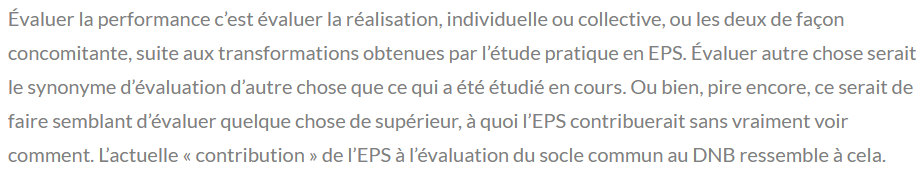 Évaluer la performance c’est évaluer la réalisation, individuelle ou collective, ou les deux de façon
concomitante, suite aux transformations obtenues par l’étude pratique en EPS. Évaluer autre chose serait
le synonyme d’évaluation d’autre chose que ce qui a été étudié en cours. Ou bien, pire encore, ce serait de
faire semblant d’évaluer quelque chose de supérieur, à quoi l’EPS contribuerait sans vraiment voir
comment. L’actuelle « contribution » de l’EPS à l’évaluation du socle commun au DNB ressemble à cela.